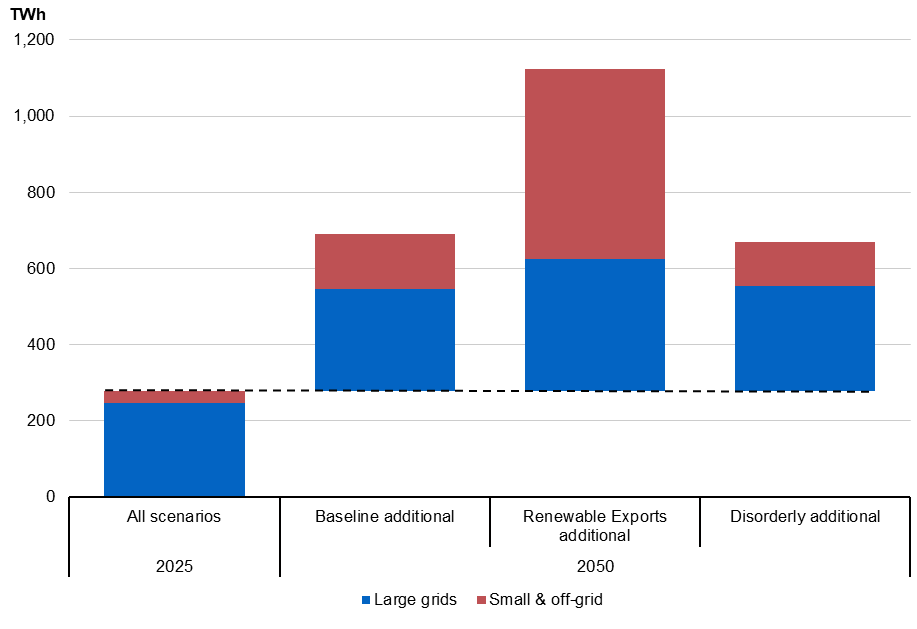 TWh
1,200
1,000
800
600
400
200
0
All scenarios
Baseline additional
Renewable Exports
additional
Disorderly additional
2025
2050
Large grids
Small & off-grid